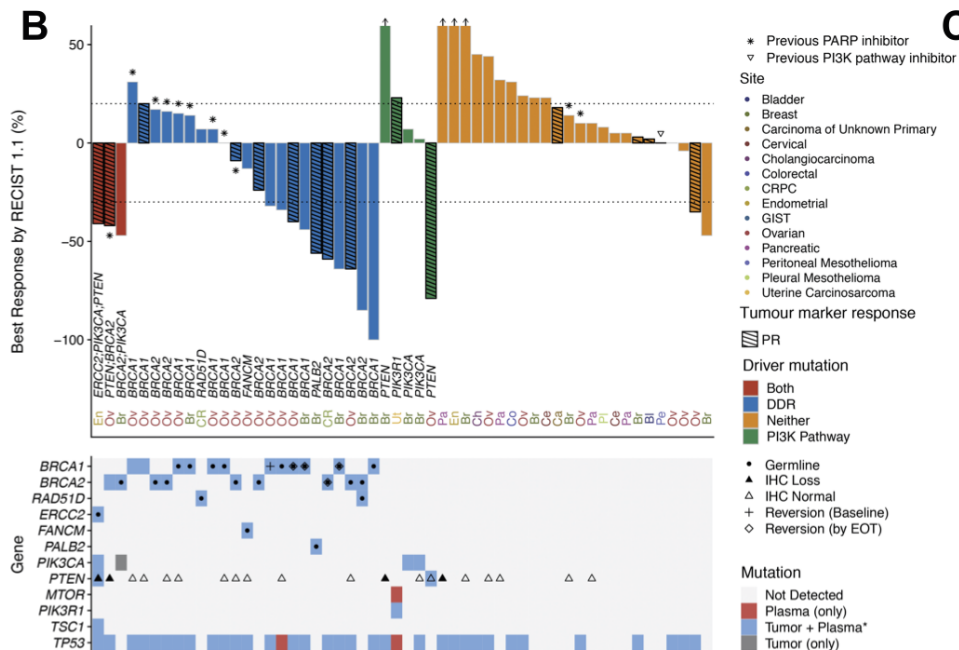 B
C
Best Response by RECIST 1.1 (%)
50
0
−50
−100
ERCC2;PIK3CA;PTEN
PTEN;BRCA2
BRCA2;PIK3CA
BRCA1
BRCA1
BRCA2
BRCA2
BRCA1
BRCA1
RAD51D
BRCA1
BRCA1
BRCA2
FANCM
BRCA2
BRCA1
BRCA1
BRCA1
BRCA1
PALB2
BRCA2
BRCA1
BRCA2
BRCA2
BRCA1
PTEN
PIK3R1
PIK3CA
PIK3CA
PTEN
En Ov Br Ov Ov Ov Ov Ov Br CR Ov Ov Ov Ov Ov Ov Ov Ov Br Br CR Br Ov Br Br Br Ut Br Br Ov Pa En Br Ch Ov Pa Co Ov Br Ce Ca Br Ov Pa Pl Ce Pa Br Bl Pe Ov Ov Ov Br
Gene
BRCA1
BRCA2
RAD51D
ERCC2
FANCM
PALB2
PIK3CA
PTEN
MTOR
PIK3R1
TSC1
TP53
Previous PARP inhibitor
Previous PI3K pathway inhibitor
Site
Bladder
Breast
Carcinoma of Unknown Primary
Cervical
Cholangiocarcinoma
Colorectal
CRPC
Endometrial
GIST
Ovarian
Pancreatic
Peritoneal Mesothelioma
Pleural Mesothelioma
Uterine Carcinosarcoma
Tumour marker response
PR
Driver mutation
Both
DDR
Neither
PI3K Pathway
Germline
IHC Loss
IHC Normal
Reversion (Baseline)
Reversion (by EOT)
Mutation
Not Detected
Plasma (only)
Tumor + Plasma*
Tumor (only)